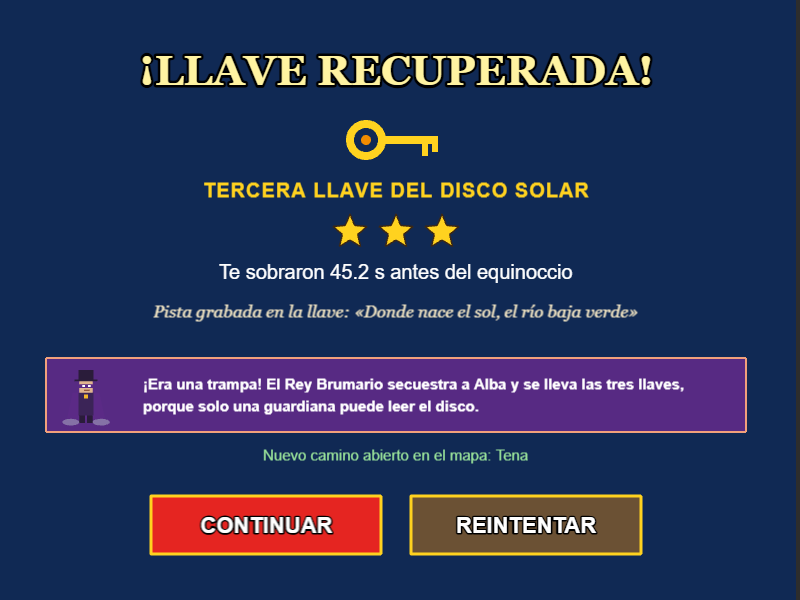 ¡LLAVE RECUPERADA!
TERCERA LLAVE DEL DISCO SOLAR
Te sobraron 45.2 s antes del equinoccio
Pista grabada en la llave: «Donde nace el sol, el río baja verde»
¡Era una trampa! El Rey Brumario secuestra a Alba y se lleva las tres llaves,
porque solo una guardiana puede leer el disco.
Nuevo camino abierto en el mapa: Tena
CONTINUAR
REINTENTAR